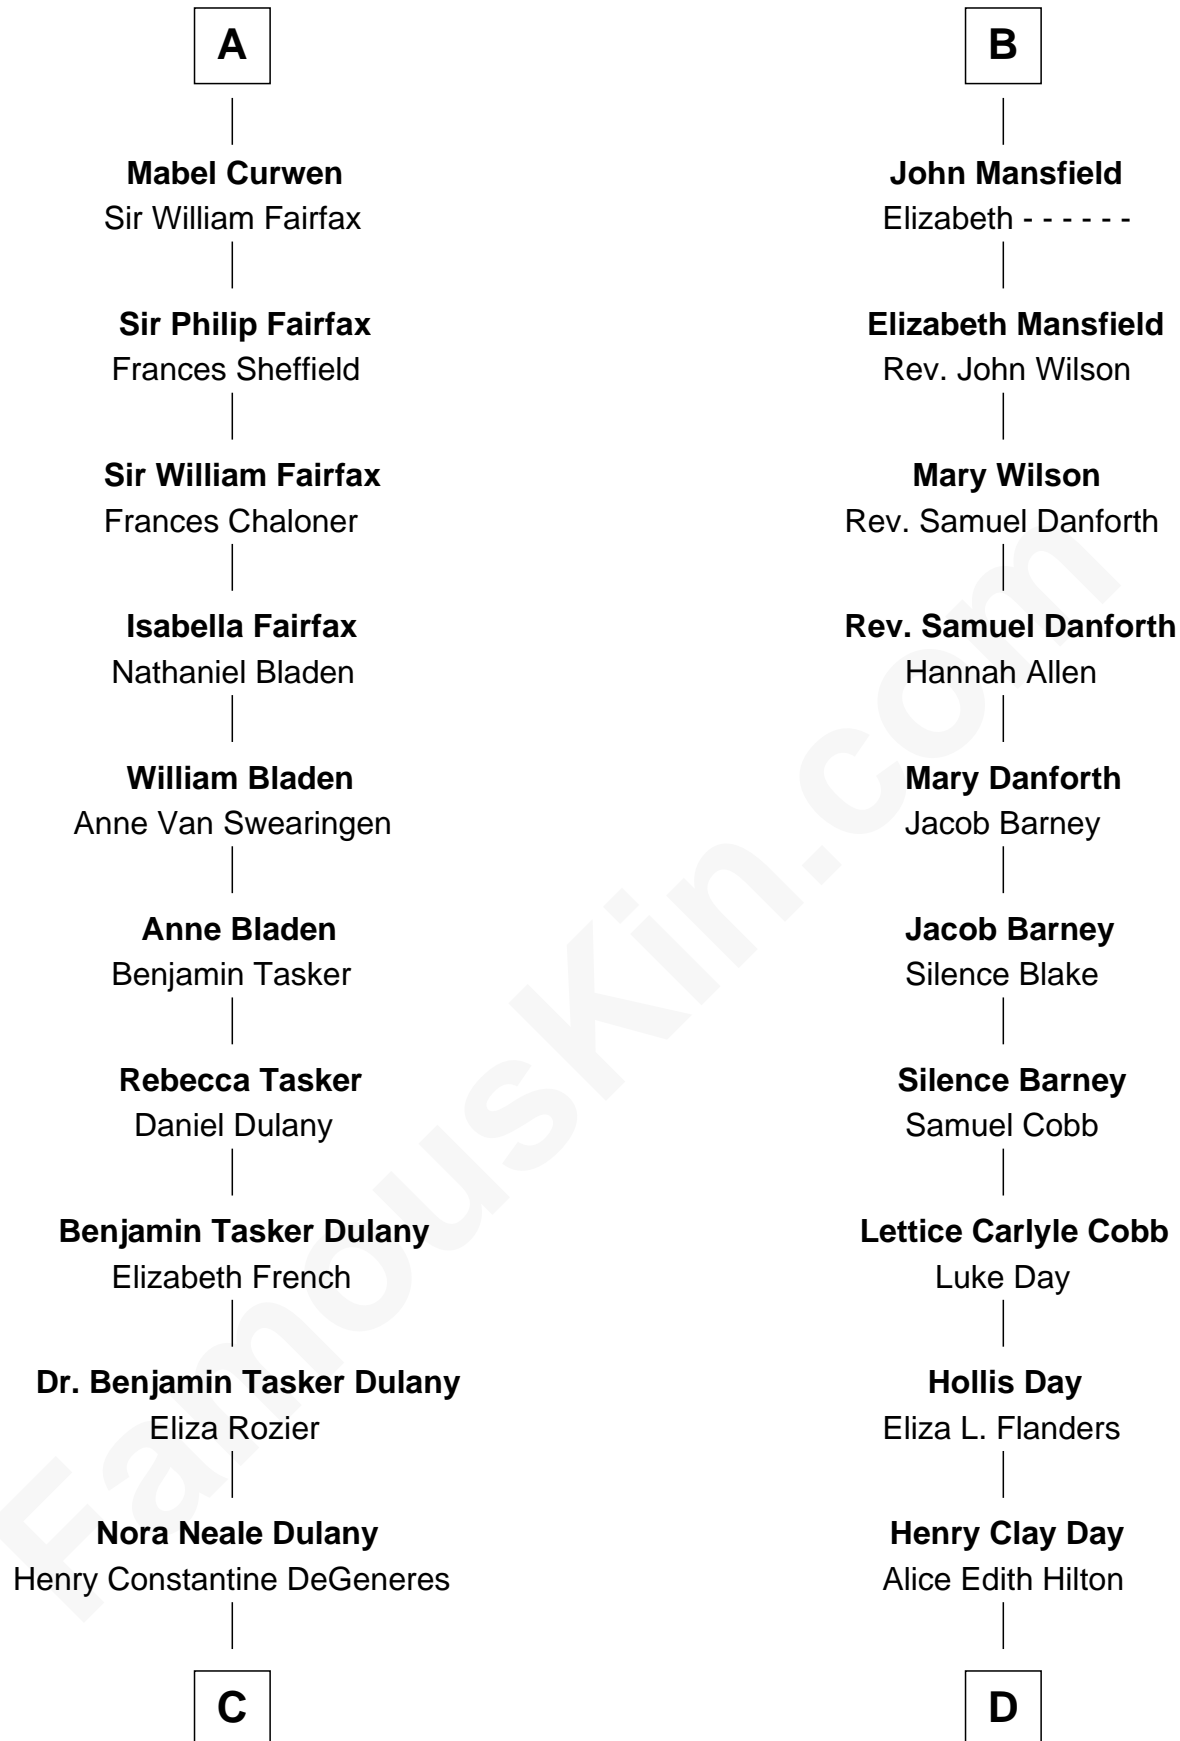 A
Mabel Curwen
Sir William Fairfax
Sir Philip Fairfax
Frances Sheffield
Sir William Fairfax
Frances Chaloner
Isabella Fairfax
Nathaniel Bladen
William Bladen
Anne Van Swearingen
Anne Bladen
Benjamin Tasker
Rebecca Tasker
Daniel Dulany
Benjamin Tasker Dulany
Elizabeth French
Dr. Benjamin Tasker Dulany
Eliza Rozier
Nora Neale Dulany
Henry Constantine DeGeneres
C
B
John Mansfield
Elizabeth - - - - - -
Elizabeth Mansfield
Rev. John Wilson
Mary Wilson
Rev. Samuel Danforth
Rev. Samuel Danforth
Hannah Allen
Mary Danforth
Jacob Barney
Jacob Barney
Silence Blake
Silence Barney
Samuel Cobb
Lettice Carlyle Cobb
Luke Day
Hollis Day
Eliza L. Flanders
Henry Clay Day
Alice Edith Hilton
D
FamousKin.com